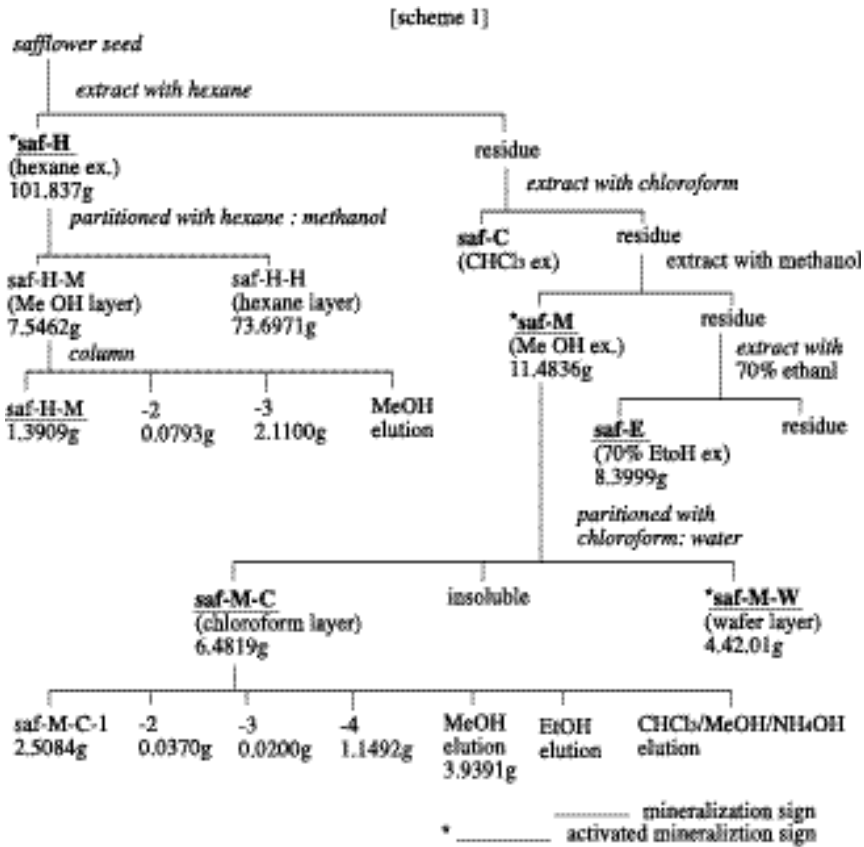 [scheme 1]
safflower seed
extract with hexane
*saf-H
(hexane ex.)
101.837g
residue
extract with chloroform
partitioned with hexane : methanol
saf-C
(CHCl3 ex)
residue
extract with methanol
saf-H-M
(Me OH layer)
7.5462g
saf-H-H
(hexane layer)
73.6971g
*saf-M
(Me OH ex.)
11.4836g
residue
extract with
70% ethanl
column
saf-H-M
1.3909g
-2
0.0793g
-3
2.1100g
MeOH
elution
saf-E
(70% EtoH ex)
8.3999g
residue
paritioned with
chloroform: water
saf-M-C
(chloroform layer)
6.4819g
insoluble
*saf-M-W
(wafer layer)
4.42.01g
saf-M-C-1
2.5084g
-2
0.0370g
-3
0.0200g
-4
1.1492g
MeOH
elution
3.9391g
EtOH
elution
CHCl3/MeOH/NH4OH
elution
mineralization sign
* activated mineraliztion sign